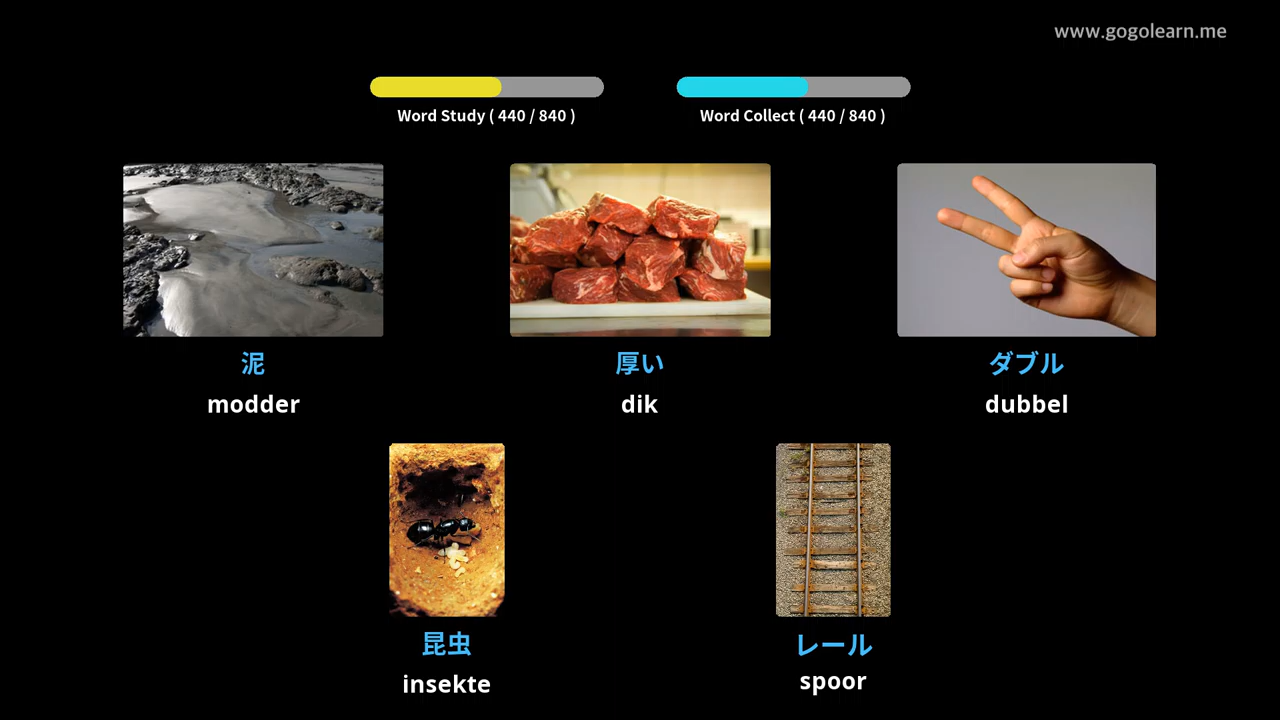 www.gogolearn.me
Word Study ( 440 / 840 )
Word Collect ( 440 / 840 )
泥
modder
厚い
dik
ダブル
dubbel
昆虫
insekte
レール
spoor